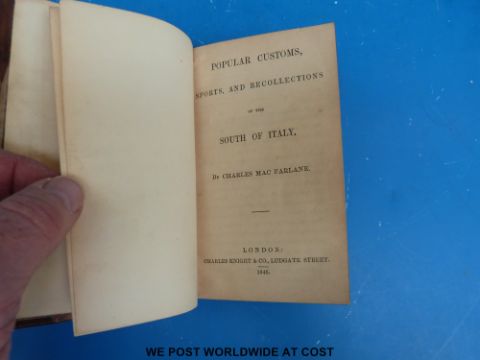 POPULAR CUSTOMS,
SPORTS, AND RECOLLECTIONS
OF THE
SOUTH OF ITALY.
BY CHARLES MAC FARLANE.
LONDON:
CHARLES KNIGHT & CO., LUDGATE STREET.
1846.
WE POST WORLDWIDE AT COST